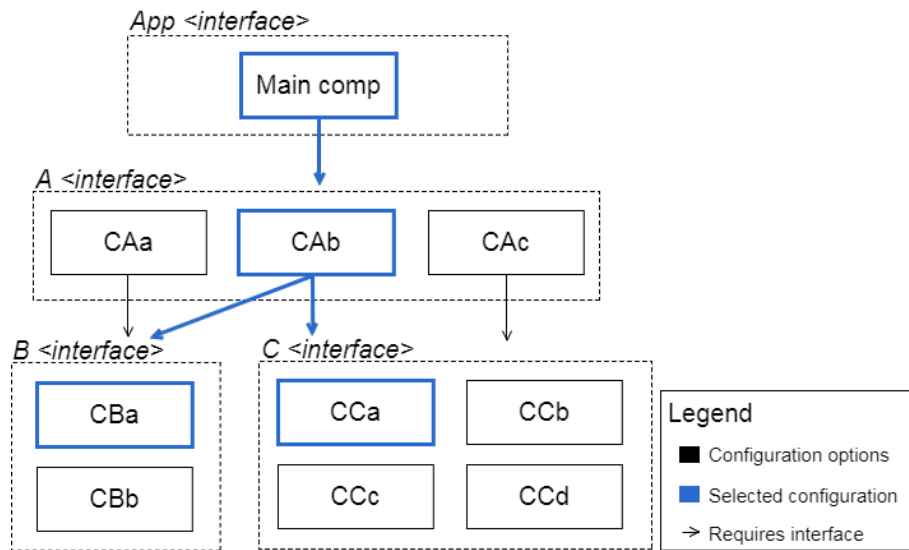 App <interface>
Main comp
A <interface>
CAa
CAb
CAc
B <interface>
C <interface>
CBa
CCa
CCb
CBb
CCc
CCd
Legend
Configuration options
Selected configuration
Requires interface